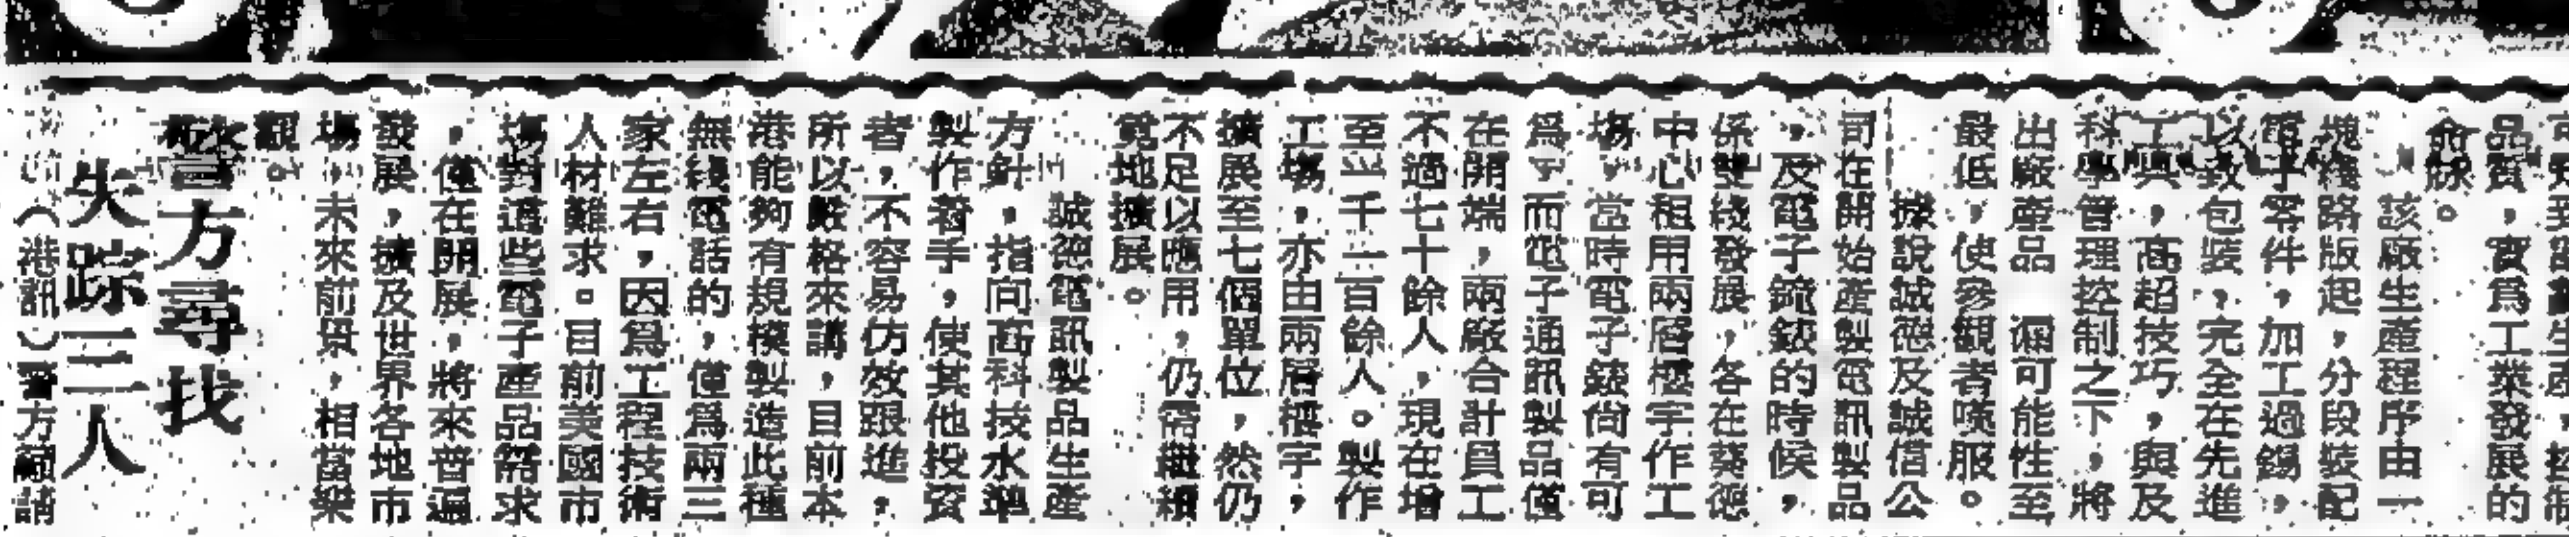 品質，實爲工業發展的
命脉。
該廠生產程序由一
塊線路版起，分段裝配
電子零件，加工過錫，
以致包裝，完全在先進
工具，高超技巧，與及
科學管理控制之下，將
出廠產品　漏可能性至
最低，使參觀者嘆服。
據說誠德及誠信公
司在開始產製電訊製品
，及電子鐘錶的時候，
係雙綫發展，各在葵德
中心租用兩層樓宇作工
場，當時電子錶尚有可
爲，而電子通訊製品僅
在開端，兩廠合計員工
不過七十餘人，現在增
至 千一百餘人。製作
工場，亦由兩層樓宇，
擴展至七個單位，然仍
不足以應用，仍需繼續
覓地擴展。
誠德電訊製品生產
方針，指向高科技水準
製作着手，使其他投資
者，不容易仿效跟進，
所以嚴格來講，目前本
港能夠有規模製造此種
無綫電話的，僅爲兩三
家左右，因爲工程技術
人材難求。目前美國市
場對這些電子產品需求
，僅在開展，將來普遍
發展，擴及世界各地市
場，未來前景，相當樂
觀。
警方尋找
失踪三人
（港訊）警方籲請